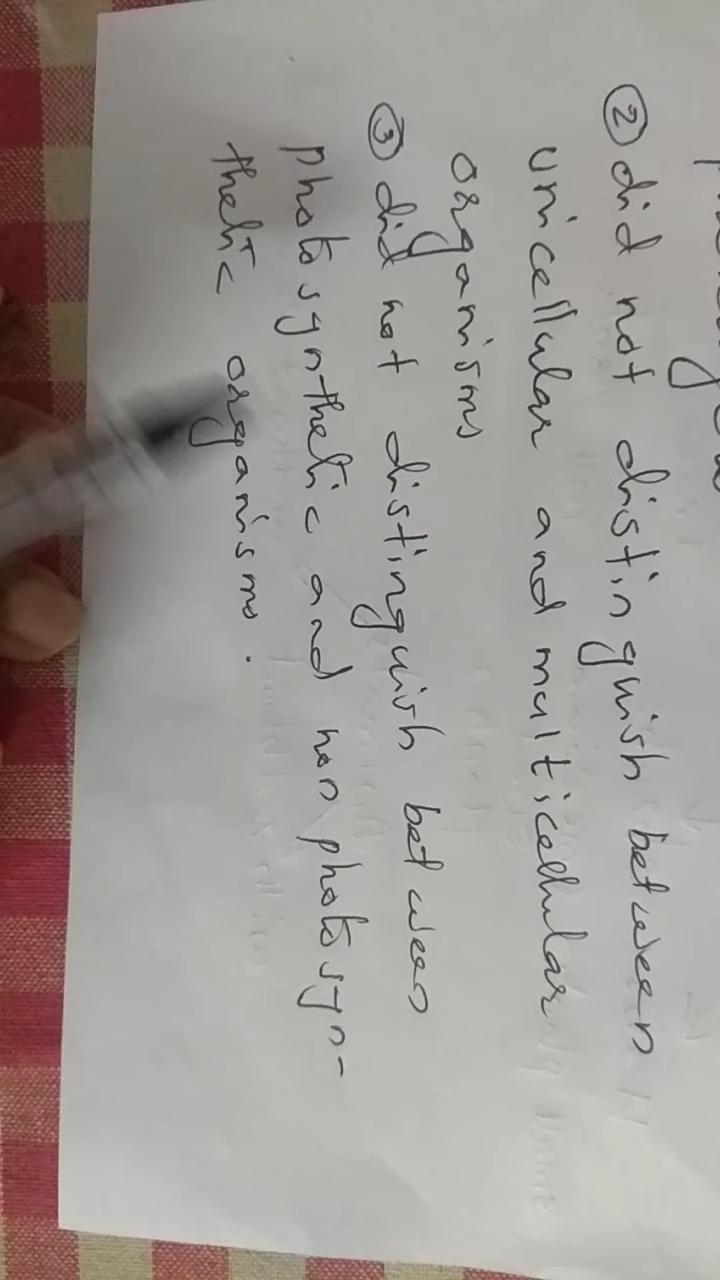 ② did not distinguish between
unicellular and multicellular
organisms
③ did not distinguish between
photosynthetic and non photosyn-
thetic organisms.